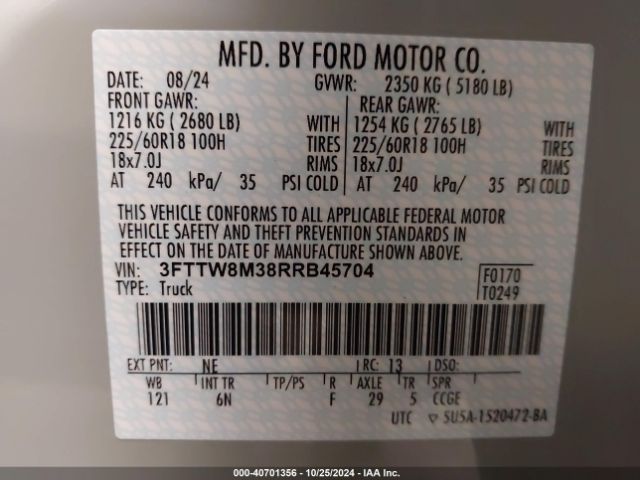 MFD. BY FORD MOTOR CO.
DATE: 08/24 GVWR: 2350 KG ( 5180 LB)
FRONT GAWR: REAR GAWR:
1216 KG ( 2680 LB) WITH 1254 KG ( 2765 LB) WITH
225/60R18 100H TIRES 225/60R18 100H TIRES
18x7.0J RIMS 18x7.0J RIMS
AT 240 kPa/ 35 PSI COLD AT 240 kPa/ 35 PSI COLD
THIS VEHICLE CONFORMS TO ALL APPLICABLE FEDERAL MOTOR
VEHICLE SAFETY AND THEFT PREVENTION STANDARDS IN
EFFECT ON THE DATE OF MANUFACTURE SHOWN ABOVE.
VIN: 3FTTW8M38RRB45704 F0170
TYPE: Truck T0249
EXT PNT: NE RC: 13 DSO:
WB INT TR TP/PS R AXLE TR SPR
121 6N F 29 5 CCGE
UTC ▽ 5U5A-1520472-BA
000-40701356 - 10/25/2024 - IAA Inc.